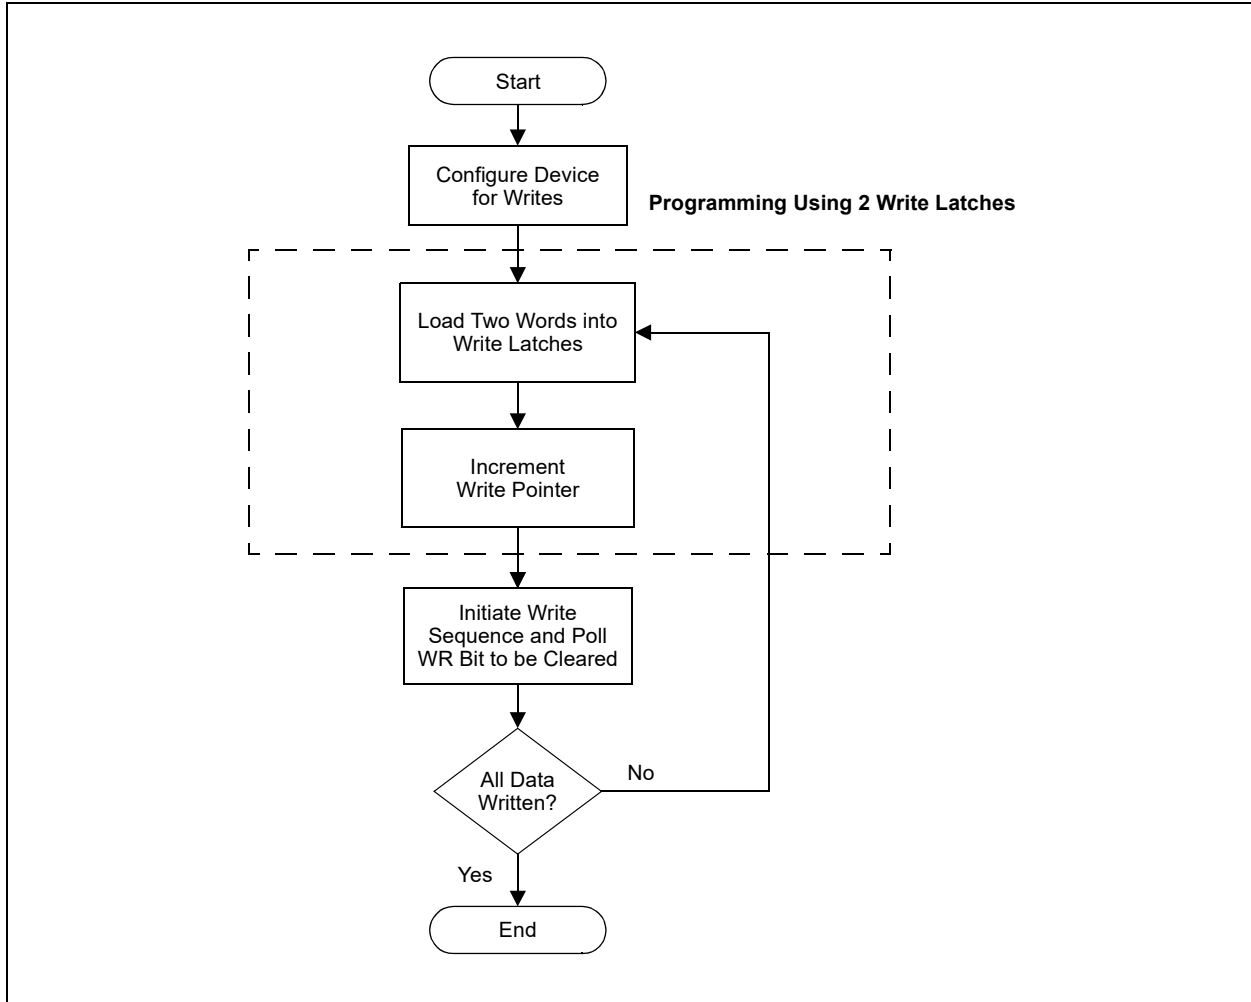 Start
Configure Device
for Writes
Programming Using 2 Write Latches
Load Two Words into
Write Latches
Increment
Write Pointer
Initiate Write
Sequence and Poll
WR Bit to be Cleared
All Data
Written?
No
Yes
End